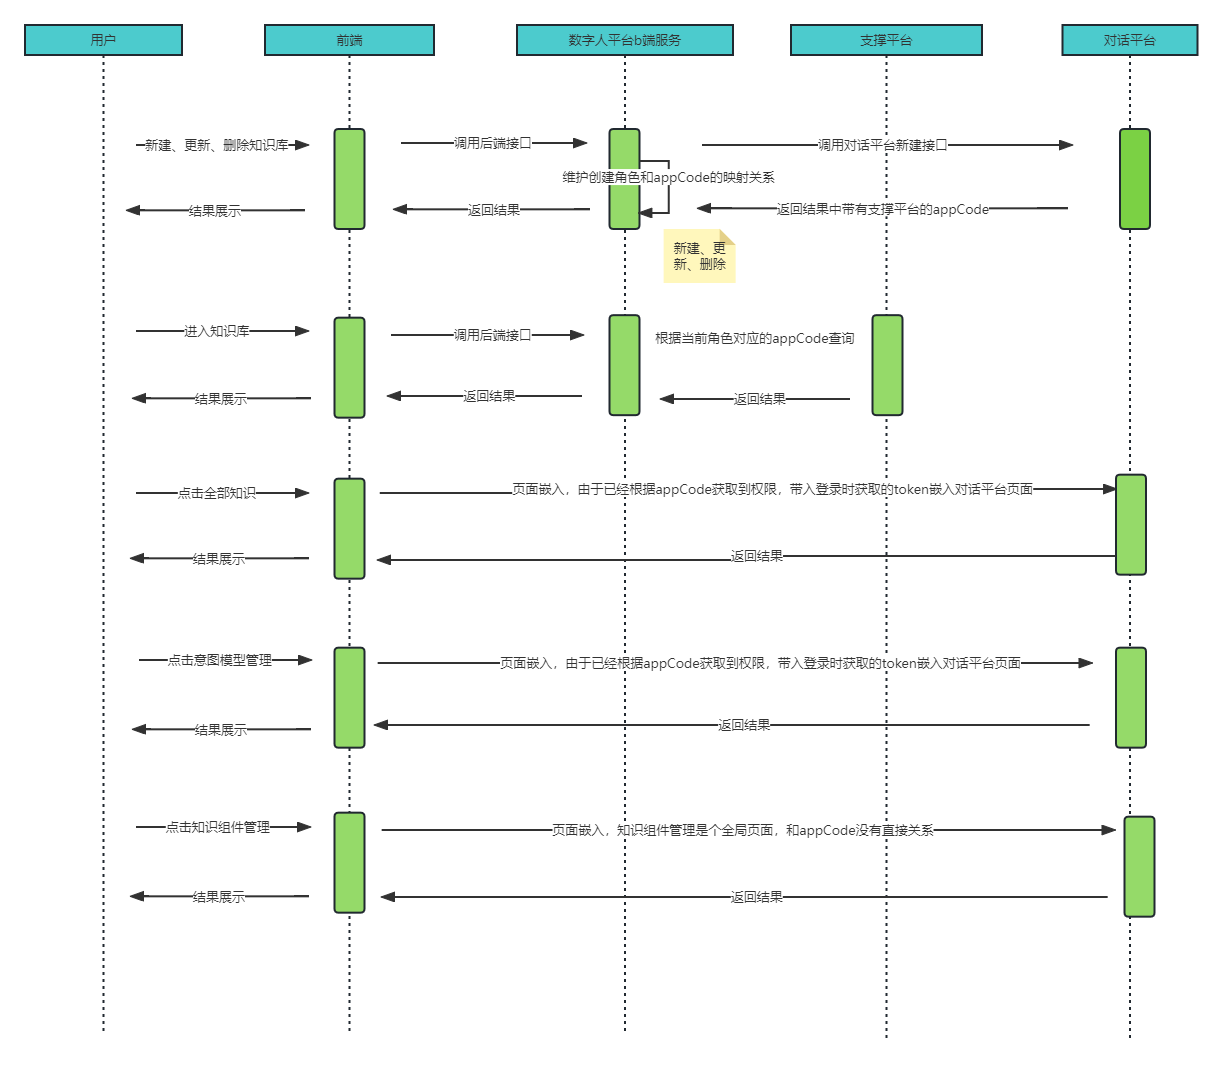 用户
前端
数字人平台b端服务
支撑平台
对话平台
新建、更新、删除知识库
调用后端接口
调用对话平台新建接口
维护创建角色和appCode的映射关系
结果展示
返回结果
返回结果中带有支撑平台的appCode
新建、更
新、删除
进入知识库
调用后端接口
根据当前角色对应的appCode查询
结果展示
返回结果
返回结果
点击全部知识
页面嵌入，由于已经根据appCode获取到权限，带入登录时获取的token嵌入对话平台页面
结果展示
返回结果
点击意图模型管理
页面嵌入，由于已经根据appCode获取到权限，带入登录时获取的token嵌入对话平台页面
结果展示
返回结果
点击知识组件管理
页面嵌入，知识组件管理是个全局页面，和appCode没有直接关系
结果展示
返回结果